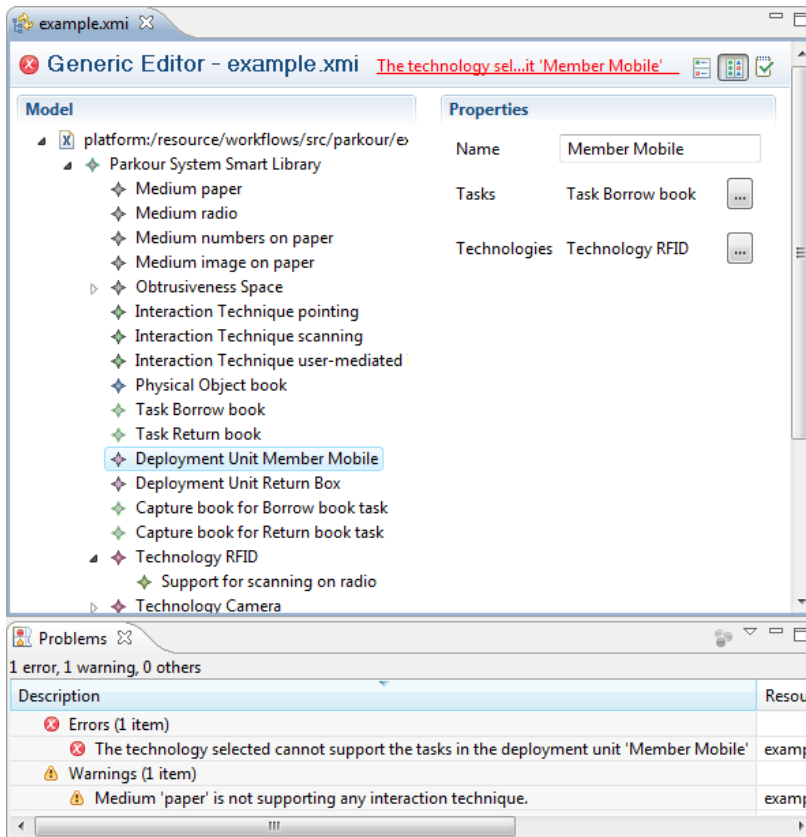 example.xmi
Generic Editor - example.xmi The technology sel...it 'Member Mobile'
Model
platform:/resource/workflows/src/parkour/ex
Parkour System Smart Library
Medium paper
Medium radio
Medium numbers on paper
Medium image on paper
Obtrusiveness Space
Interaction Technique pointing
Interaction Technique scanning
Interaction Technique user-mediated
Physical Object book
Task Borrow book
Task Return book
Deployment Unit Member Mobile
Deployment Unit Return Box
Capture book for Borrow book task
Capture book for Return book task
Technology RFID
Support for scanning on radio
Technology Camera
Properties
Name Member Mobile
Tasks Task Borrow book ...
Technologies Technology RFID ...
Problems
1 error, 1 warning, 0 others
Description Resou
Errors (1 item)
The technology selected cannot support the tasks in the deployment unit 'Member Mobile' examp
Warnings (1 item)
Medium 'paper' is not supporting any interaction technique. examp